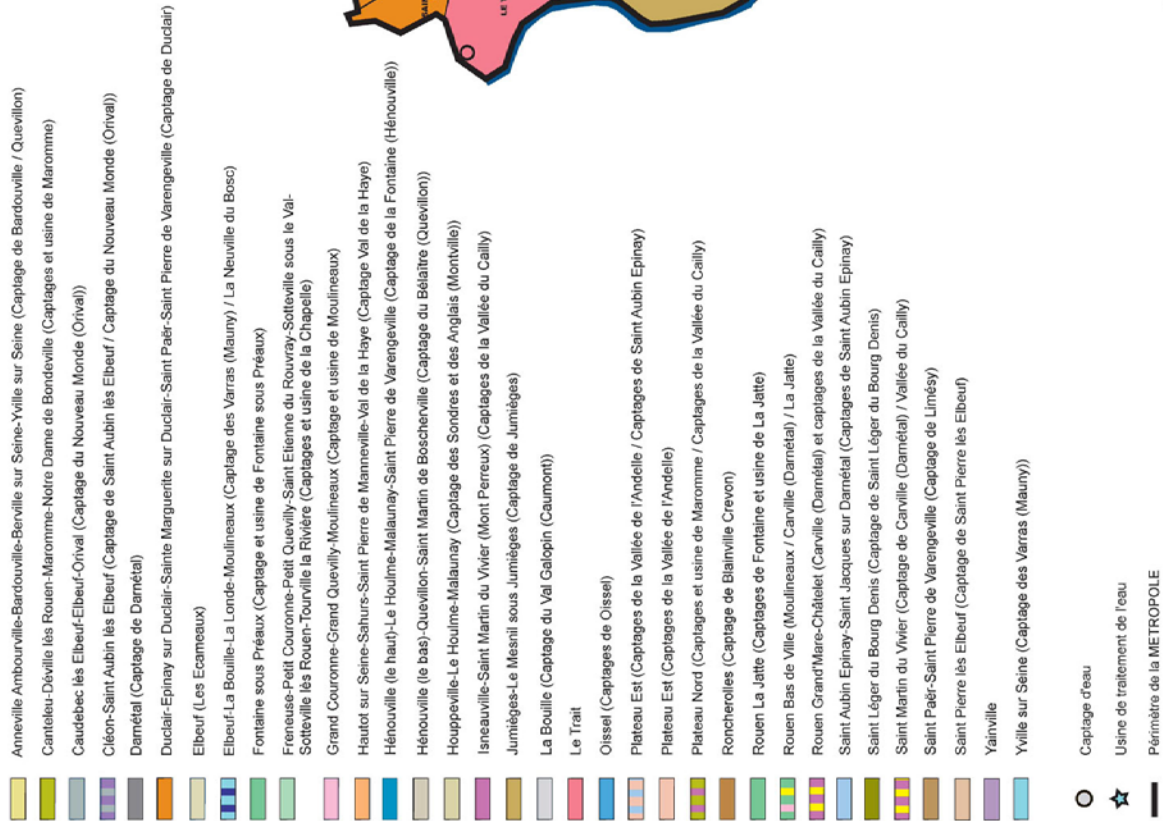 Anneville Ambourville-Bardouville-Berville sur Seine-Yville sur Seine (Captage de Bardouville / Quevillon)
Canteleu-Déville lès Rouen-Maromme-Notre Dame de Bondeville (Captages et usine de Maromme)
Caudebec lès Elbeuf-Elbeuf-Orival (Captage du Nouveau Monde (Orival))
Cléon-Saint Aubin lès Elbeuf (Captage de Saint Aubin lès Elbeuf / Captage du Nouveau Monde (Orival))
Darnétal (Captage de Darnétal)
Duclair-Epinay sur Duclair-Sainte Marguerite sur Duclair-Saint Paër-Saint Pierre de Varengeville (Captage de Duclair)
Elbeuf (Les Ecameaux)
Elbeuf-La Bouille-La Londe-Moulineaux (Captage des Varras (Mauny) / La Neuville du Bosc)
Fontaine sous Préaux (Captage et usine de Fontaine sous Préaux)
Freneuse-Petit Couronne-Petit Quevilly-Saint Etienne du Rouvray-Sotteville sous le Val-
Sotteville lès Rouen-Tourville la Rivière (Captages et usine de la Chapelle)
Grand Couronne-Grand Quevilly-Moulineaux (Captage et usine de Moulineaux)
Hautot sur Seine-Sahurs-Saint Pierre de Manneville-Val de la Haye (Captage Val de la Haye)
Hénouville (le haut)-Le Houlme-Malaunay-Saint Pierre de Varengeville (Captage de la Fontaine (Hénouville))
Hénouville (le bas)-Quevillon-Saint Martin de Boscherville (Captage du Bélaître (Quevillon))
Houppeville-Le Houlme-Malaunay (Captage des Sondres et des Anglais (Montville))
Isneauville-Saint Martin du Vivier (Mont Perreux) (Captages de la Vallée du Cailly)
Jumièges-Le Mesnil sous Jumièges (Captage de Jumièges)
La Bouille (Captage du Val Galopin (Caumont))
Le Trait
Oissel (Captages de Oissel)
Plateau Est (Captages de la Vallée de l'Andelle / Captages de Saint Aubin Epinay)
Plateau Est (Captages de la Vallée de l'Andelle)
Plateau Nord (Captages et usine de Maromme / Captages de la Vallée du Cailly)
Roncherolles (Captage de Blainville Crevon)
Rouen La Jatte (Captages de Fontaine et usine de La Jatte)
Rouen Bas de Ville (Moulineaux / Carville (Darnétal) / La Jatte)
Rouen Grand'Mare-Châtelet (Carville (Darnétal) et captages de la Vallée du Cailly)
Saint Aubin Epinay-Saint Jacques sur Darnétal (Captages de Saint Aubin Epinay)
Saint Léger du Bourg Denis (Captage de Saint Léger du Bourg Denis)
Saint Martin du Vivier (Captage de Carville (Darnétal) / Vallée du Cailly)
Saint Paër-Saint Pierre de Varengeville (Captage de Limésy)
Saint Pierre lès Elbeuf (Captage de Saint Pierre lès Elbeuf)
Yainville
Yville sur Seine (Captage des Varras (Mauny))
Captage d'eau
Usine de traitement de l'eau
Périmètre de la METROPOLE